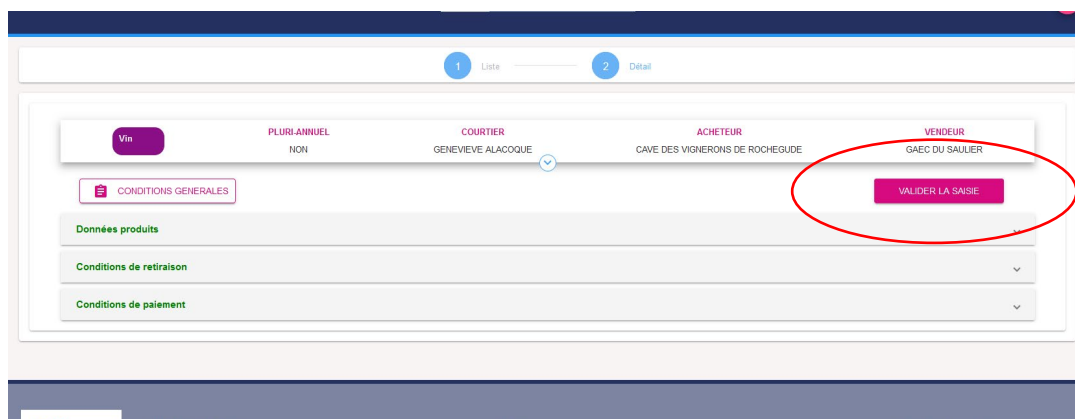 1 Liste 2 Détail
Vin PLURI-ANNUEL COURTIER ACHETEUR VENDEUR
NON GENEVIEVE ALACOQUE CAVE DES VIGNERONS DE ROCHEGUDE GAEC DU SAULIER
CONDITIONS GENERALES VALIDER LA SAISIE
Données produits
Conditions de retiraison
Conditions de paiement